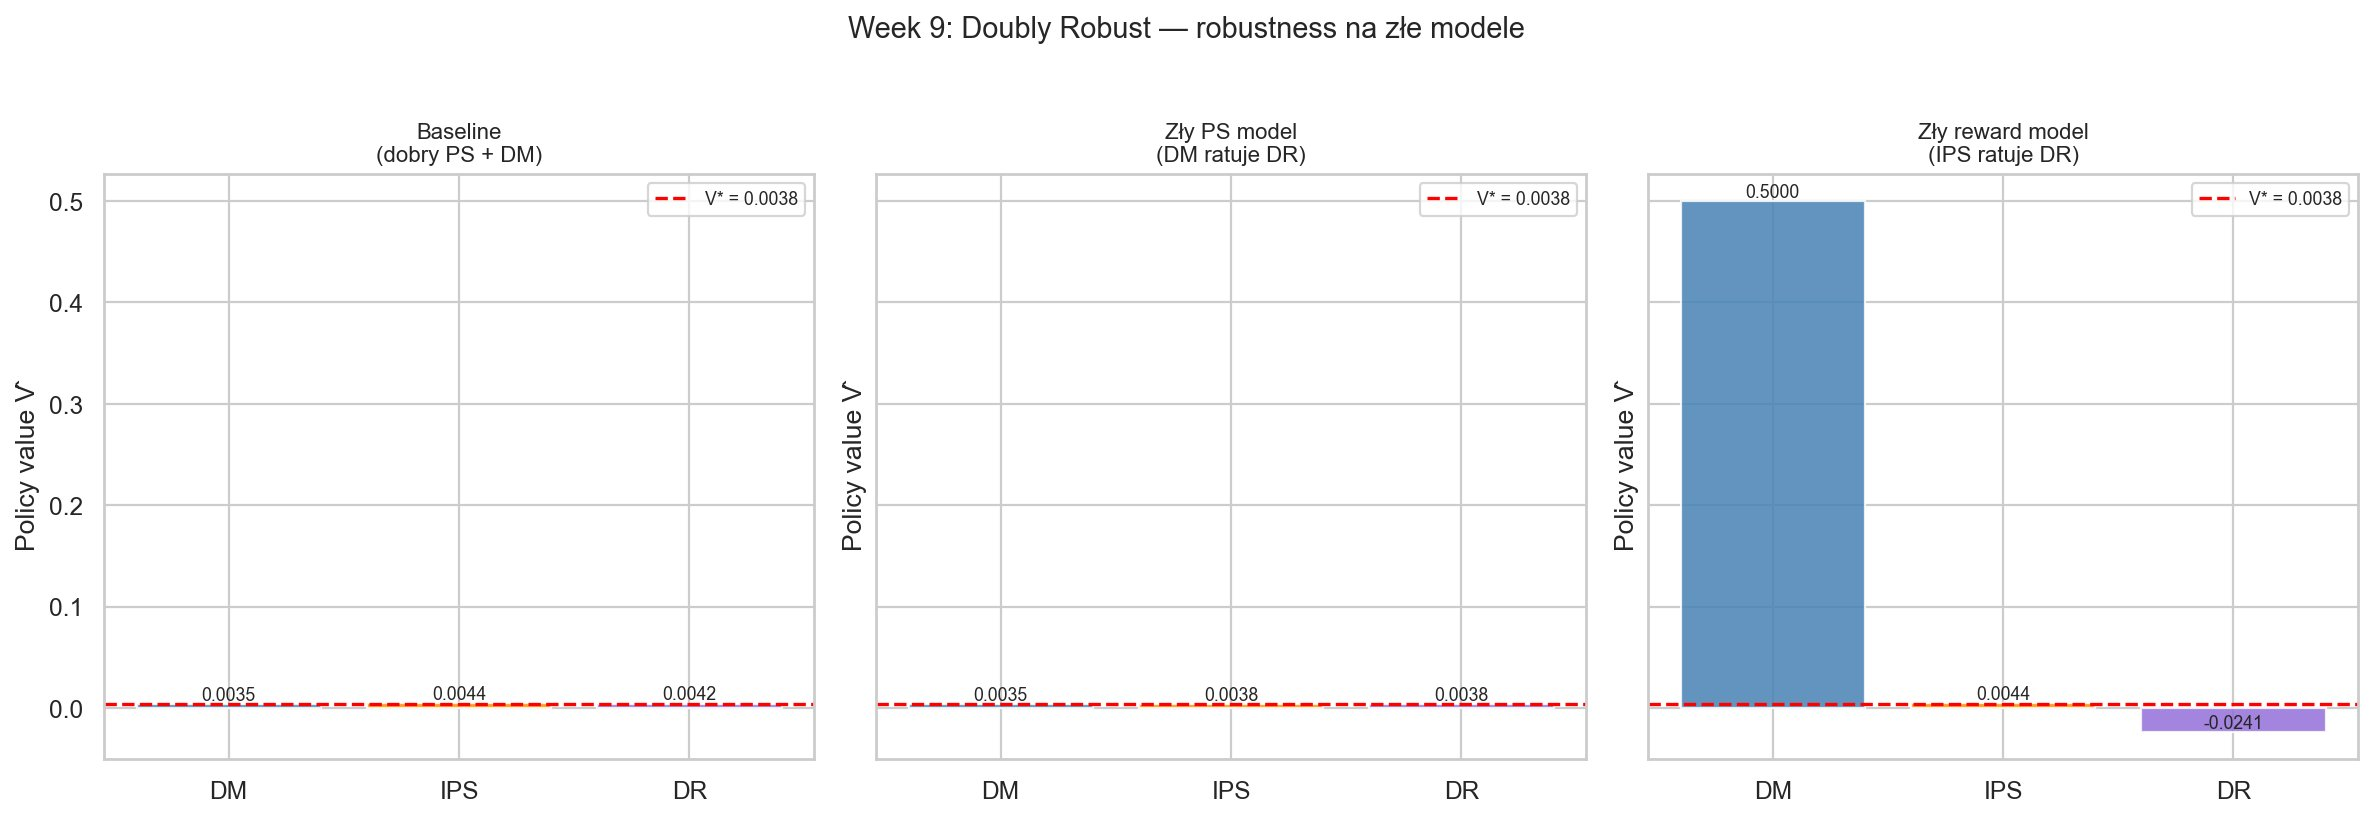 Week 9: Doubly Robust — robustness na złe modele
Baseline
(dobry PS + DM)
V* = 0.0038
0.5
0.4
0.3
0.2
0.1
0.0
Policy value V̂
0.0035
0.0044
0.0042
DM
IPS
DR
Zły PS model
(DM ratuje DR)
V* = 0.0038
Policy value V̂
0.0035
0.0038
0.0038
DM
IPS
DR
Zły reward model
(IPS ratuje DR)
V* = 0.0038
Policy value V̂
0.5000
0.0044
-0.0241
DM
IPS
DR